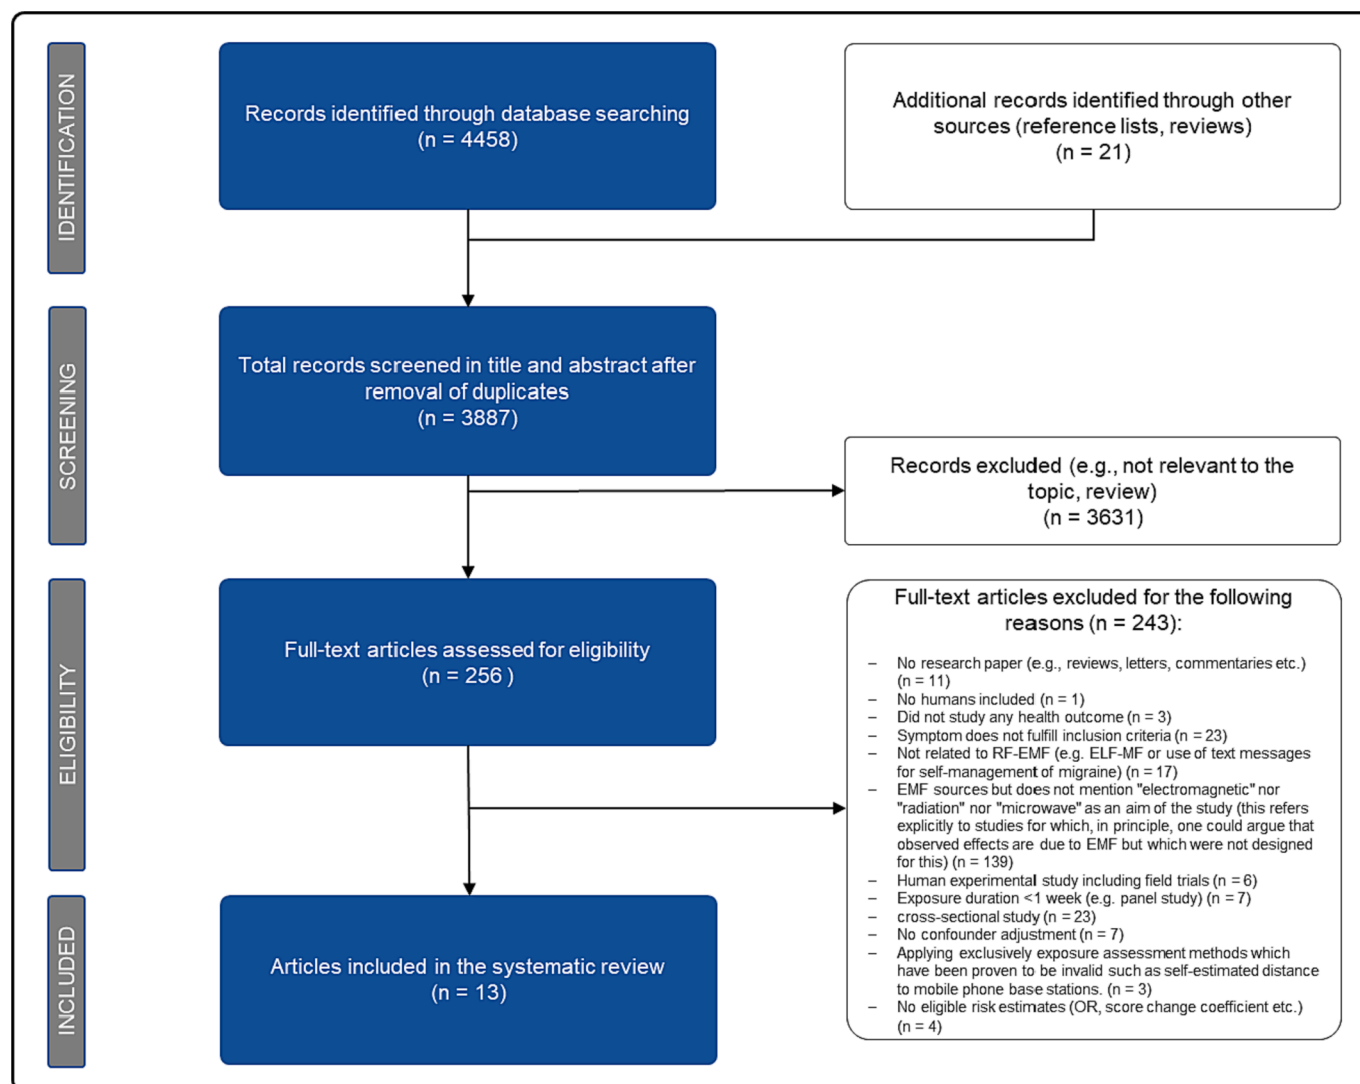 IDENTIFICATION
Records identified through database searching
(n = 4458)
Additional records identified through other
sources (reference lists, reviews)
(n = 21)
SCREENING
Total records screened in title and abstract after
removal of duplicates
(n = 3887)
Records excluded (e.g., not relevant to the
topic, review)
(n = 3631)
ELIGIBILITY
Full-text articles assessed for eligibility
(n = 256 )
Full-text articles excluded for the following
reasons (n = 243):
– No research paper (e.g., reviews, letters, commentaries etc.)
(n = 11)
– No humans included (n = 1)
– Did not study any health outcome (n = 3)
– Symptom does not fulfill inclusion criteria (n = 23)
– Not related to RF-EMF (e.g. ELF-MF or use of text messages
for self-management of migraine) (n = 17)
– EMF sources but does not mention "electromagnetic" nor
"radiation" nor "microwave" as an aim of the study (this refers
explicitly to studies for which, in principle, one could argue that
observed effects are due to EMF but which were not designed
for this) (n = 139)
– Human experimental study including field trials (n = 6)
– Exposure duration <1 week (e.g. panel study) (n = 7)
– cross-sectional study (n = 23)
– No confounder adjustment (n = 7)
– Applying exclusively exposure assessment methods which
have been proven to be invalid such as self-estimated distance
to mobile phone base stations. (n = 3)
– No eligible risk estimates (OR, score change coefficient etc.)
(n = 4)
INCLUDED
Articles included in the systematic review
(n = 13)